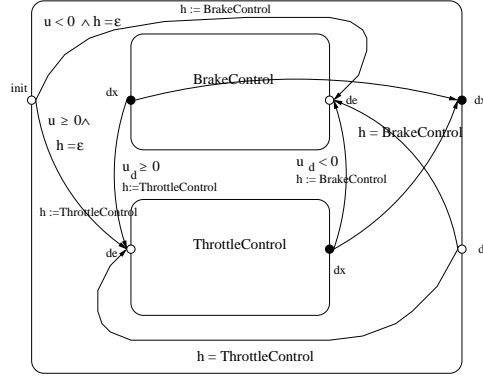 h := BrakeControl
u < 0 ∧ h = ε
init
dx
BrakeControl
de
dx
u ≥ 0 ∧
h = ε
h = BrakeControl
u_d ≥ 0
h:=ThrottleControl
u_d < 0
h := BrakeControl
h :=ThrottleControl
de
ThrottleControl
dx
d
h = ThrottleControl